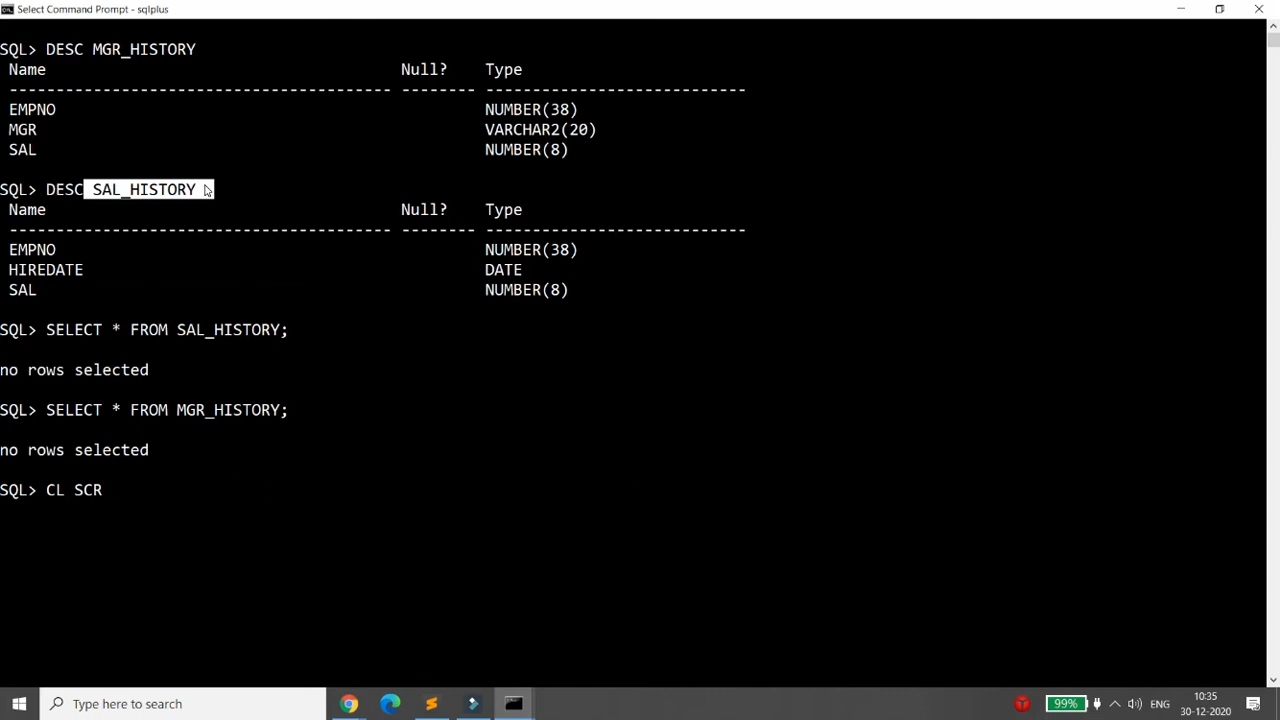 Select Command Prompt - sqlplus
SQL> DESC MGR_HISTORY
Name Null? Type
----------------------------------------- -------- ----------------------------
EMPNO NUMBER(38)
MGR VARCHAR2(20)
SAL NUMBER(8)
SQL> DESC SAL_HISTORY
Name Null? Type
----------------------------------------- -------- ----------------------------
EMPNO NUMBER(38)
HIREDATE DATE
SAL NUMBER(8)
SQL> SELECT * FROM SAL_HISTORY;
no rows selected
SQL> SELECT * FROM MGR_HISTORY;
no rows selected
SQL> CL SCR
Type here to search
99%
ENG
10:35
30-12-2020